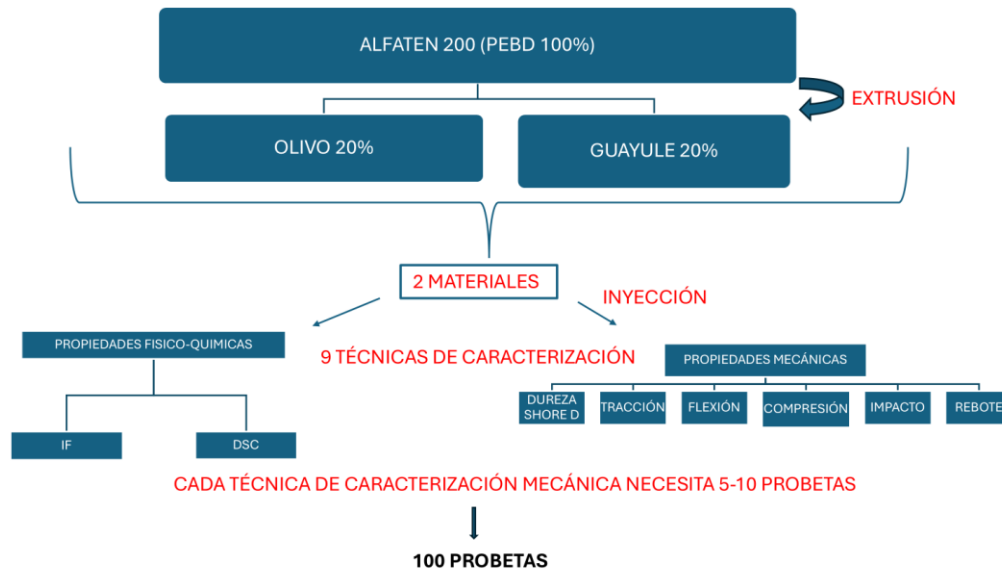 ALFATEN 200 (PEBD 100%)
EXTRUSIÓN
OLIVO 20%
GUAYULE 20%
2 MATERIALES
INYECCIÓN
PROPIEDADES FISICO-QUIMICAS
9 TÉCNICAS DE CARACTERIZACIÓN
PROPIEDADES MECÁNICAS
DUREZA
SHORE D
TRACCIÓN
FLEXIÓN
COMPRESIÓN
IMPACTO
REBOTE
IF
DSC
CADA TÉCNICA DE CARACTERIZACIÓN MECÁNICA NECESITA 5-10 PROBETAS
100 PROBETAS